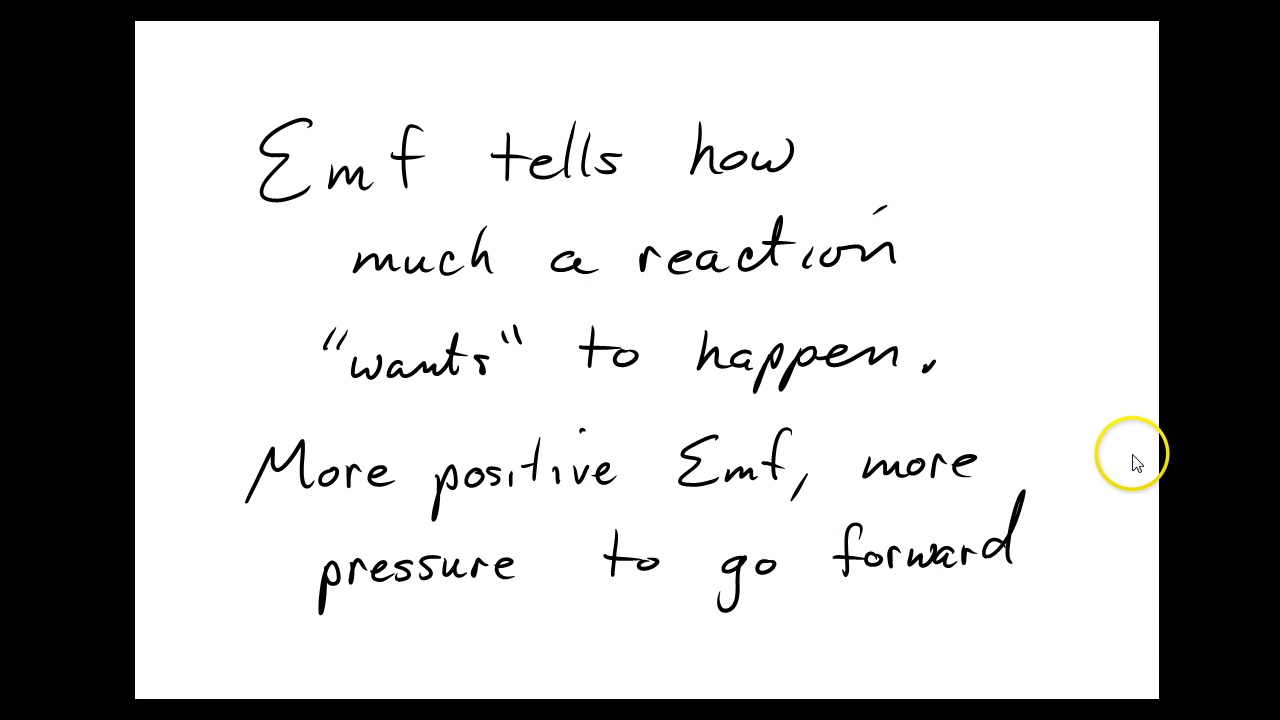 Emf tells how
much a reaction
"wants" to happen.
More positive Emf, more
pressure to go forward